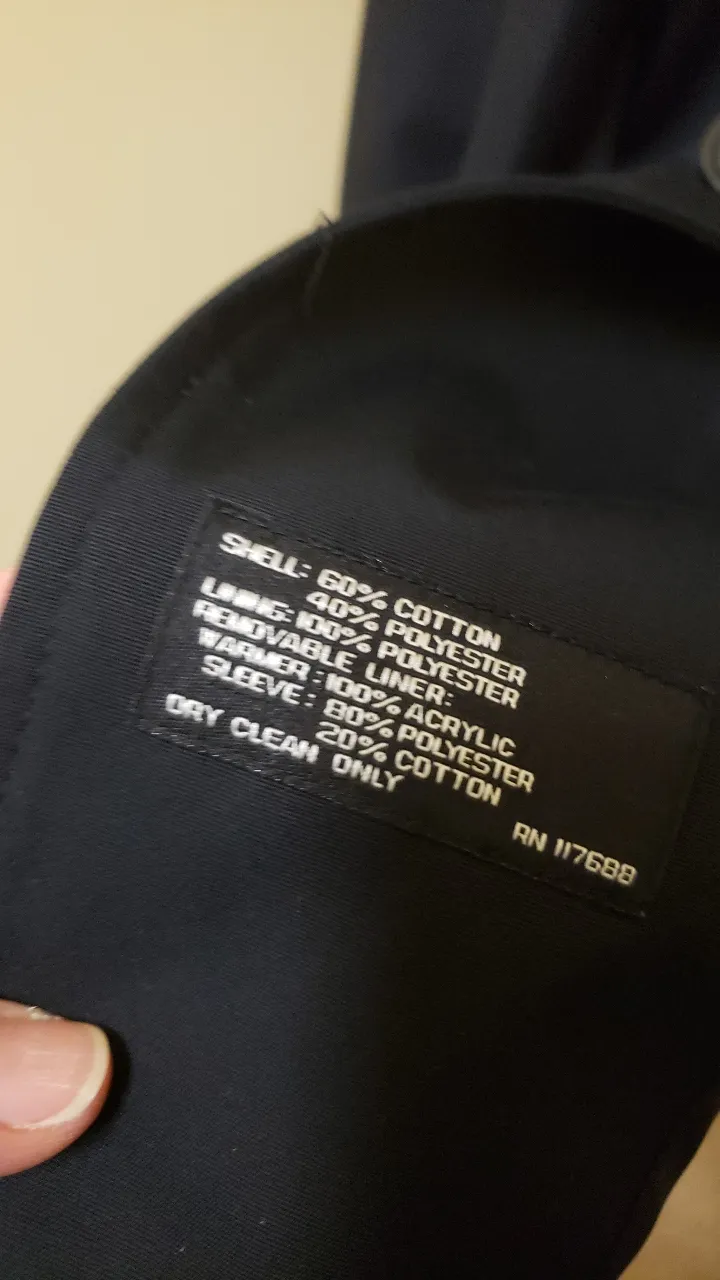 SHELL: 60% COTTON
40% POLYESTER
LINING: 100% POLYESTER
REMOVABLE LINER:
WARMER: 100% ACRYLIC
SLEEVE: 80% POLYESTER
20% COTTON
DRY CLEAN ONLY
RN 117688